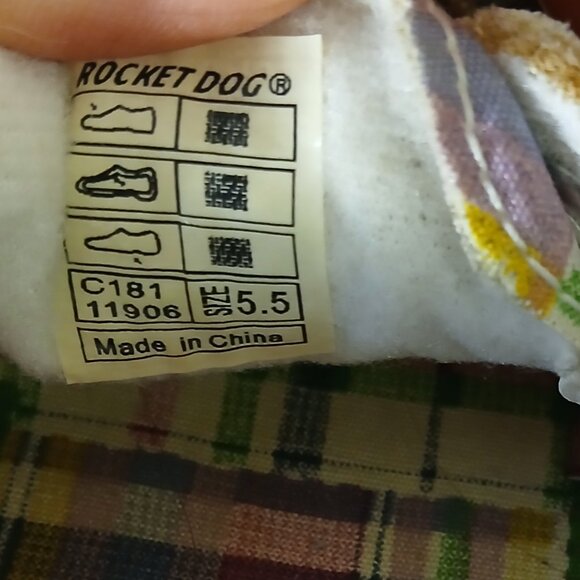 ROCKET DOG®
C181
11906
SIZE 5.5
Made in China